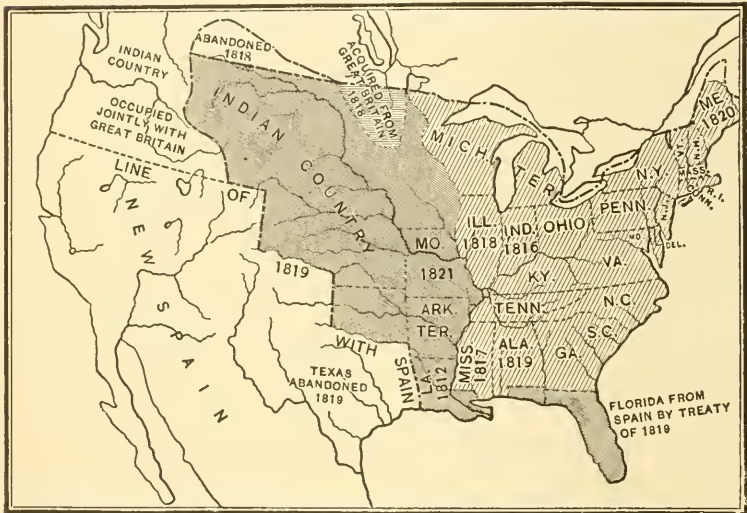 ABANDONED
1818
INDIAN
COUNTRY
ACQUIRED FROM
GREAT BRITAIN
1818
OCCUPIED
JOINTLY WITH
GREAT BRITAIN
INDIAN COUNTRY
MICH. TER.
ME.
1820
VT.
N.H.
MASS.
R.I.
CONN.
N.Y.
LINE OF 1819 WITH SPAIN
NEW SPAIN
ILL.
1818
IND.
1816
OHIO
PENN.
N.J.
MD.
DEL.
MO.
1821
KY.
VA.
ARK.
TER.
TENN.
N.C.
S.C.
TEXAS
ABANDONED
1819
LA.
1812
MISS.
1817
ALA.
1819
GA.
FLORIDA FROM
SPAIN BY TREATY
OF 1819